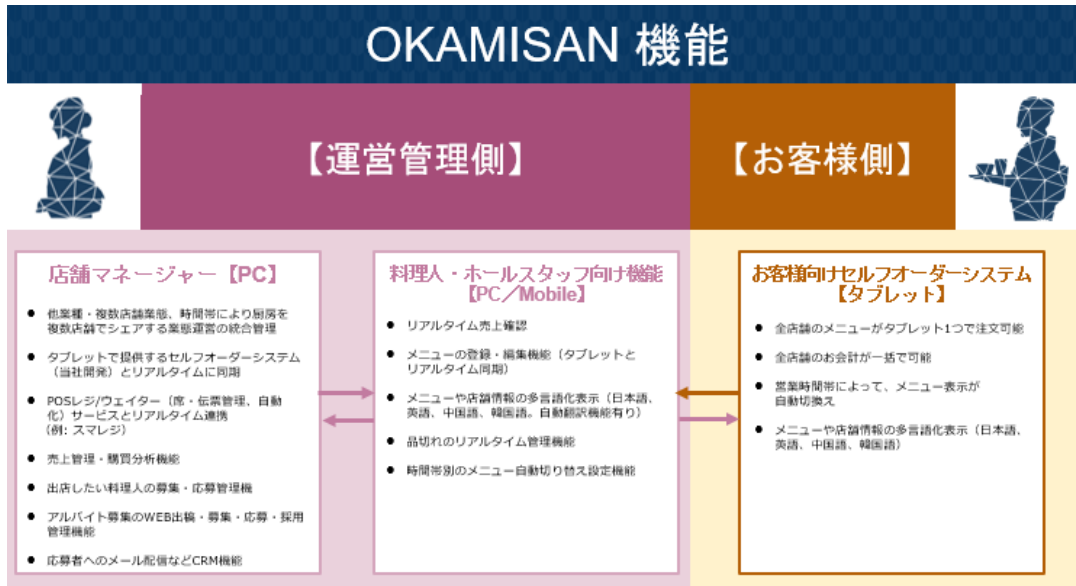 OKAMISAN 機能
【運営管理側】
【お客様側】
店舗マネージャー【PC】
● 他業種・複数店舗業態、時間帯により厨房を
複数店舗でシェアする業態運営の統合管理
● タブレットで提供するセルフオーダーシステム
（当社開発）とリアルタイムに同期
● POSレジ/ウェイター（席・伝票管理、自動
化）サービスとリアルタイム連携
（例: スマレジ）
● 売上管理・購買分析機能
● 出店したい料理人の募集・応募管理機
● アルバイト募集のWEB出稿・募集・応募・採用
管理機能
● 応募者へのメール配信などCRM機能
料理人・ホールスタッフ向け機能
【PC／Mobile】
● リアルタイム売上確認
● メニューの登録・編集機能（タブレットと
リアルタイム同期）
● メニューや店舗情報の多言語化表示（日本語、
英語、中国語、韓国語。自動翻訳機能有り）
● 品切れのリアルタイム管理機能
● 時間帯別のメニュー自動切り替え設定機能
お客様向けセルフオーダーシステム
【タブレット】
● 全店舗のメニューがタブレット1つで注文可能
● 全店舗のお会計が一括で可能
● 営業時間帯によって、メニュー表示が
自動切換え
● メニューや店舗情報の多言語化表示（日本語、
英語、中国語、韓国語）